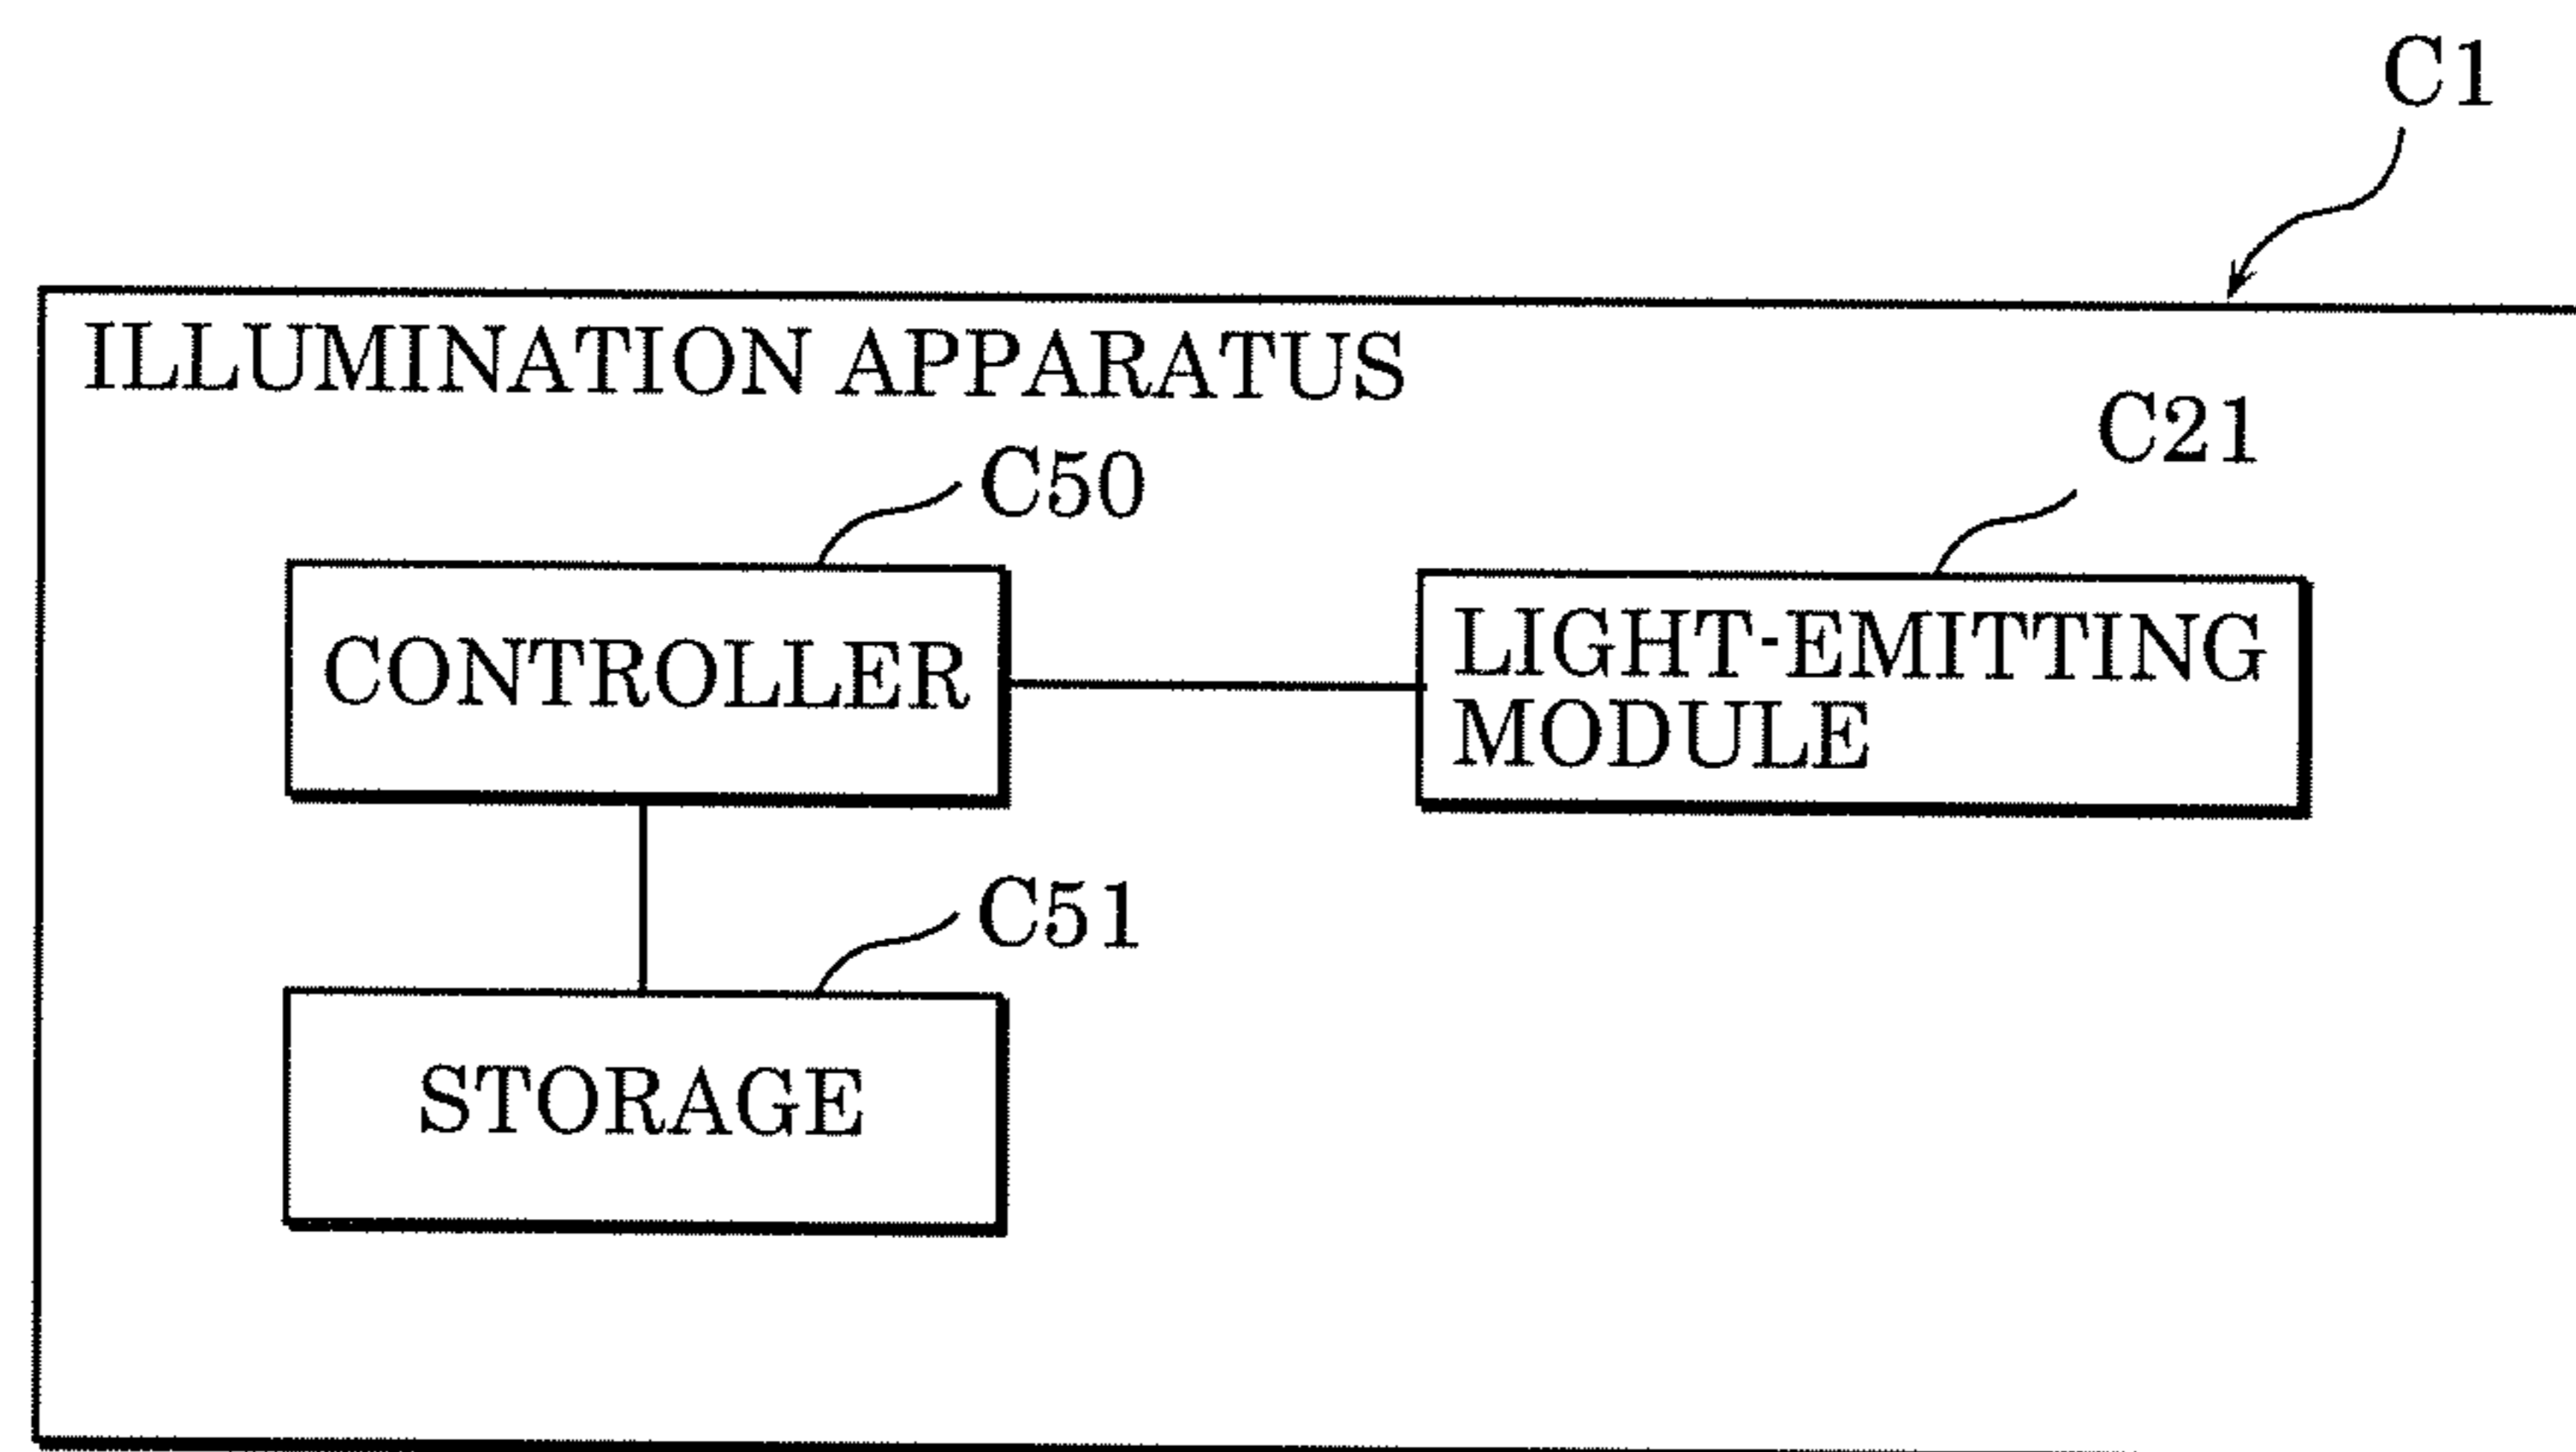 C1
ILLUMINATION APPARATUS
C21
C50
CONTROLLER
LIGHT-EMITTING
MODULE
C51
STORAGE